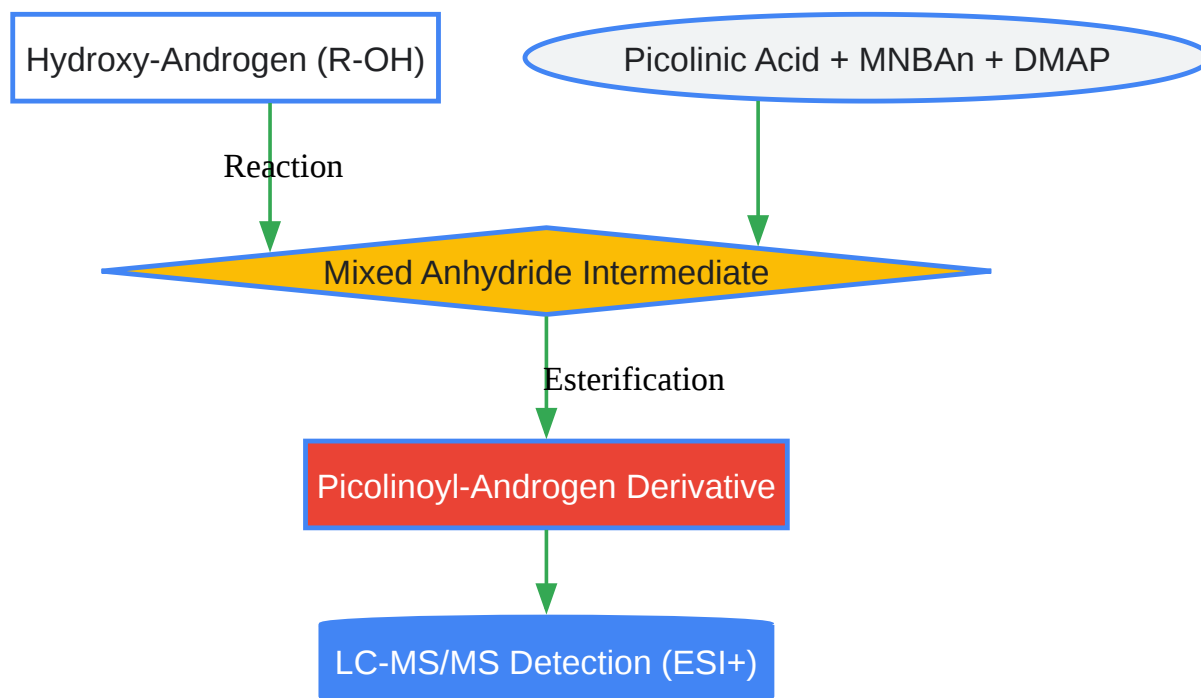 Hydroxy-Androgen (R-OH)
Picolinic Acid + MNBAn + DMAP
Reaction
Mixed Anhydride Intermediate
Esterification
Picolinoyl-Androgen Derivative
LC-MS/MS Detection (ESI+)